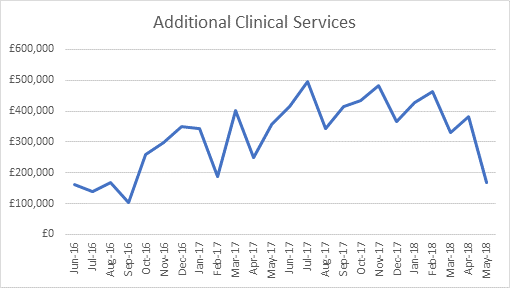 Additional Clinical Services
£600,000
£500,000
£400,000
£300,000
£200,000
£100,000
£0
Jun-16
Jul-16
Aug-16
Sep-16
Oct-16
Nov-16
Dec-16
Jan-17
Feb-17
Mar-17
Apr-17
May-17
Jun-17
Jul-17
Aug-17
Sep-17
Oct-17
Nov-17
Dec-17
Jan-18
Feb-18
Mar-18
Apr-18
May-18